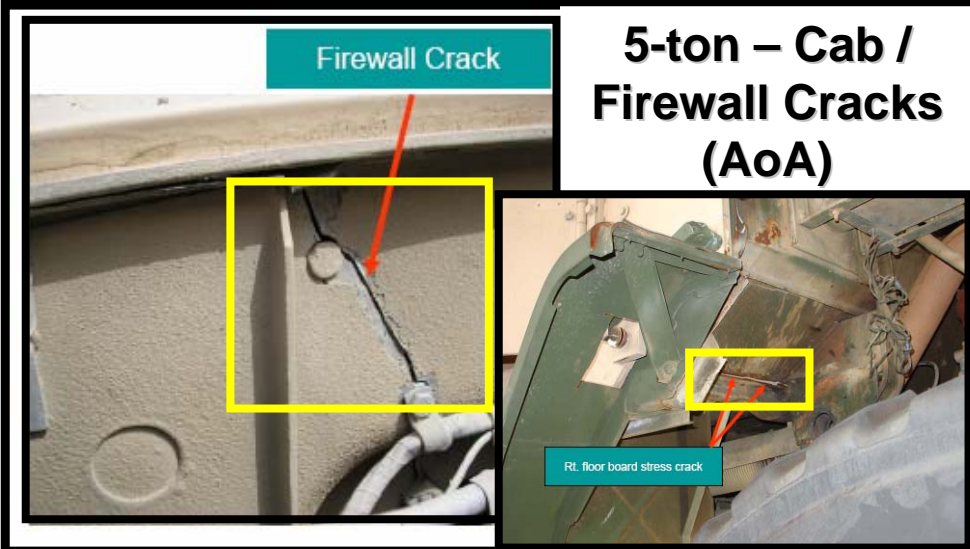 Firewall Crack
5-ton – Cab /
Firewall Cracks
(AoA)
Rt. floor board stress crack